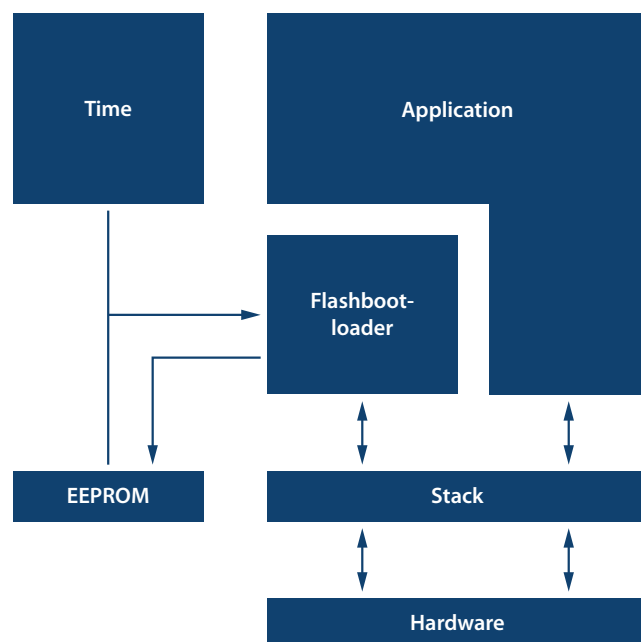 Time
Application
Flashboot-
loader
EEPROM
Stack
Hardware